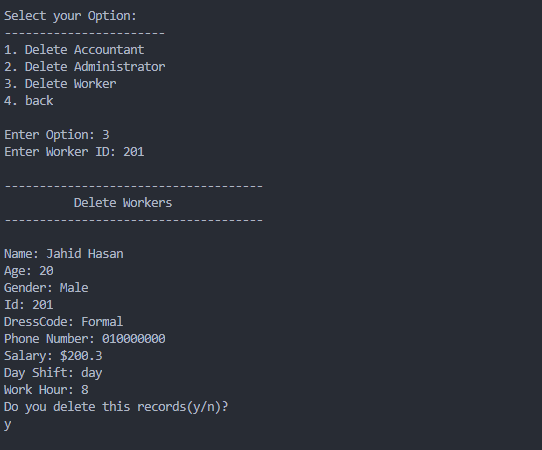 Select your Option:
-----------------------
1. Delete Accountant
2. Delete Administrator
3. Delete Worker
4. back
Enter Option: 3
Enter Worker ID: 201
-------------------------------------
Delete Workers
-------------------------------------
Name: Jahid Hasan
Age: 20
Gender: Male
Id: 201
DressCode: Formal
Phone Number: 010000000
Salary: $200.3
Day Shift: day
Work Hour: 8
Do you delete this records(y/n)?
y